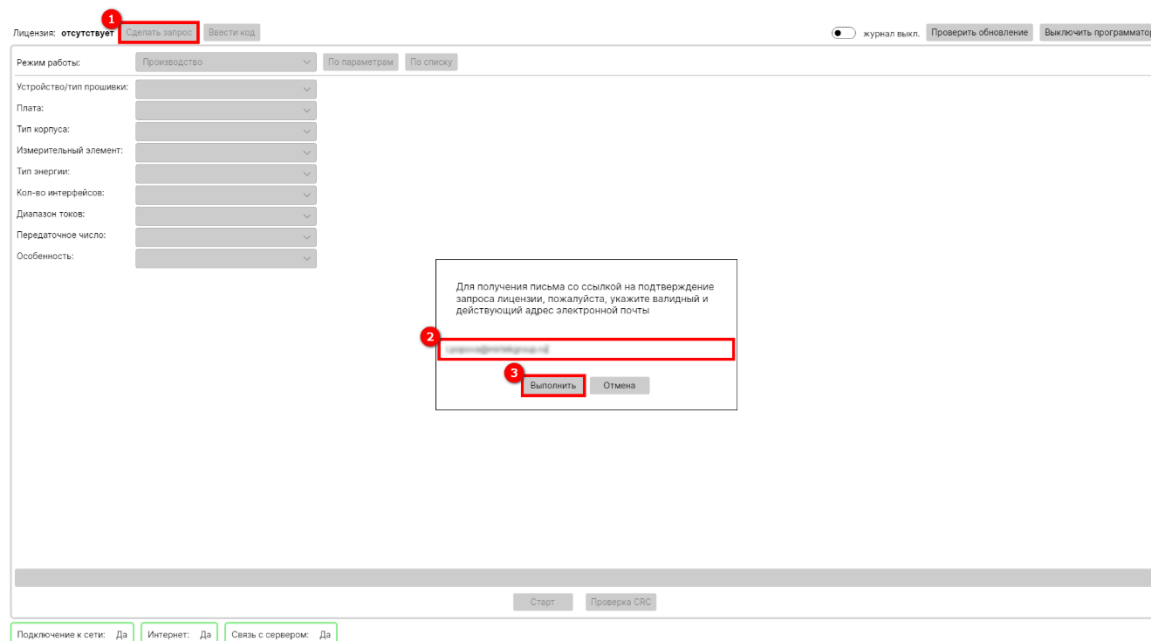 1
Лицензия: отсутствует Сделать запрос Ввести код журнал выкл. Проверить обновление Выключить программатор
Режим работы: Производство По параметрам По списку
Устройство/тип прошивки:
Плата:
Тип корпуса:
Измерительный элемент:
Тип энергии:
Кол-во интерфейсов:
Диапазон токов:
Передаточное число:
Особенность:
Для получения письма со ссылкой на подтверждение
запроса лицензии, пожалуйста, укажите валидный и
действующий адрес электронной почты
2
3
Выполнить Отмена
Старт Проверка CRC
Подключение к сети: Да Интернет: Да Связь с сервером: Да